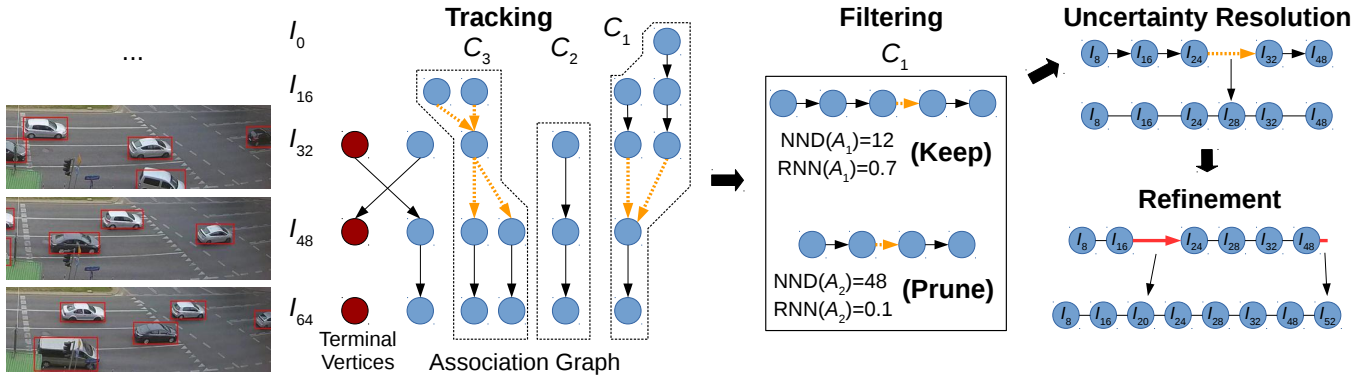 ...
Tracking
I0
I16
I32
I48
I64
C3
C2
C1
Terminal
Vertices
Association Graph
Filtering
C1
NND(A1)=12
RNN(A1)=0.7
(Keep)
NND(A2)=48
RNN(A2)=0.1
(Prune)
Uncertainty Resolution
I8 I16 I24 I32 I48
I8 I16 I24 I28 I32 I48
Refinement
I8 I16 I24 I28 I32 I48
I8 I16 I20 I24 I28 I32 I48 I52